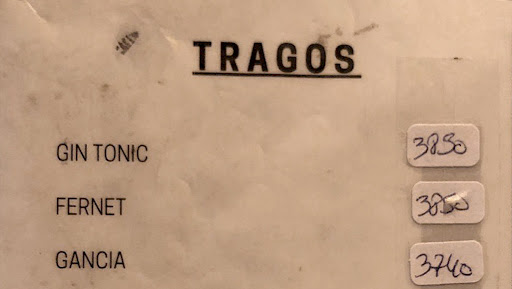 TRAGOS
GIN TONIC 3850
FERNET 3850
GANCIA 3740